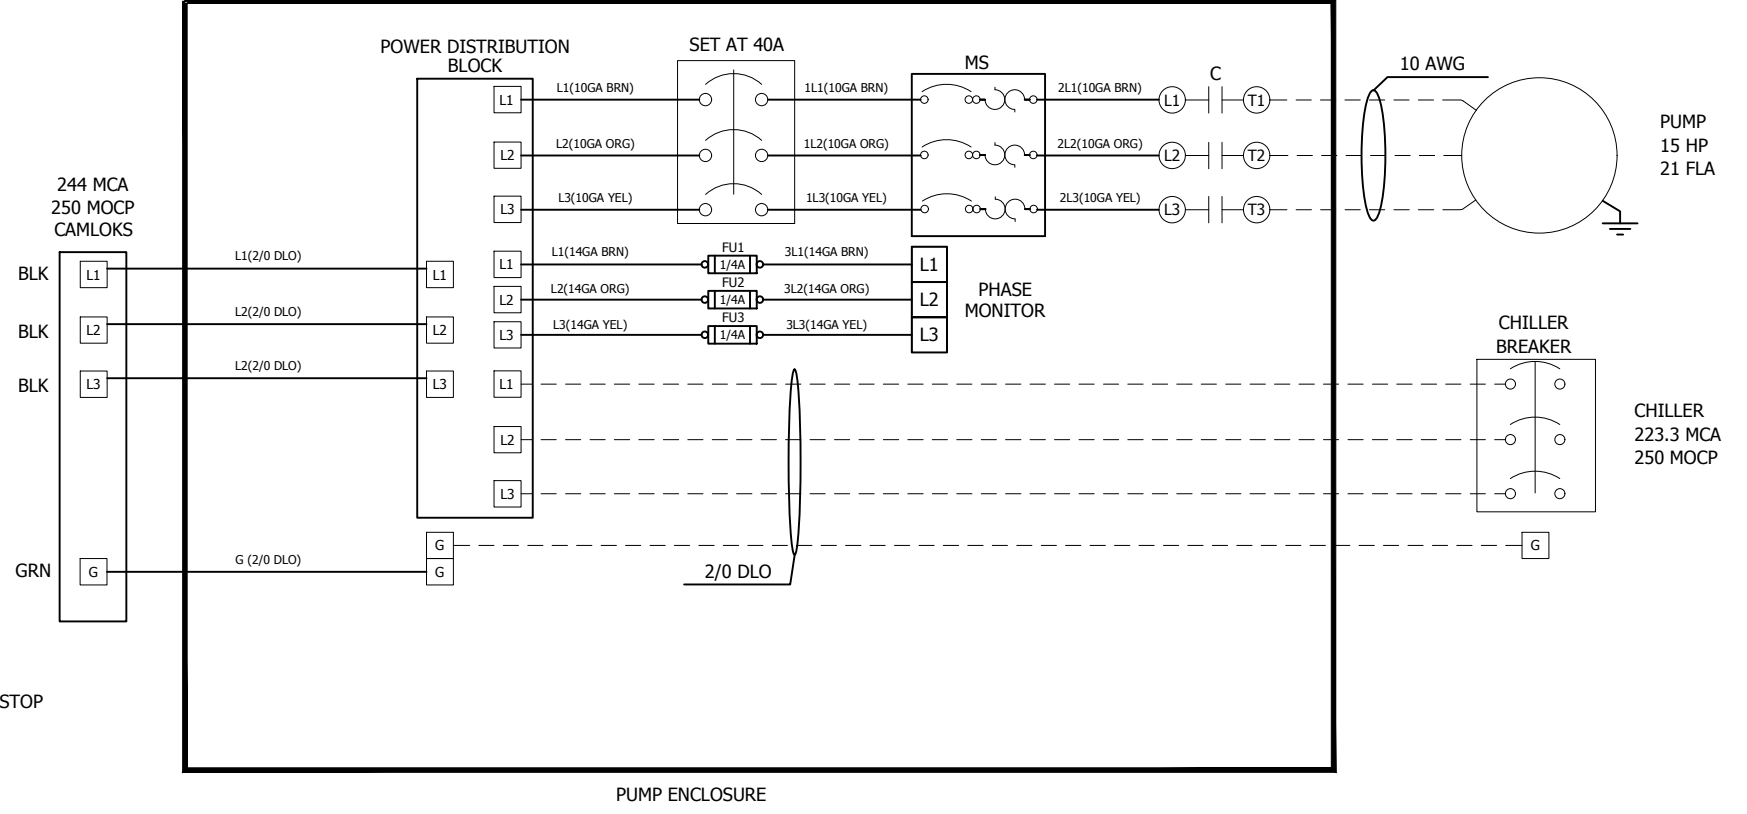 POWER DISTRIBUTION
BLOCK
SET AT 40A
MS
C
10 AWG
L1
L1(10GA BRN)
1L1(10GA BRN)
2L1(10GA BRN)
L1
T1
L2
L2(10GA ORG)
1L2(10GA ORG)
2L2(10GA ORG)
L2
T2
L3
L3(10GA YEL)
1L3(10GA YEL)
2L3(10GA YEL)
L3
T3
PUMP
15 HP
21 FLA
244 MCA
250 MOCP
CAMLOKS
BLK
L1
L1(2/0 DLO)
L1
BLK
L2
L2(2/0 DLO)
L2
BLK
L3
L2(2/0 DLO)
L3
GRN
G
G (2/0 DLO)
G
G
L1
L1(14GA BRN)
FU1
1/4A
3L1(14GA BRN)
L1
L2
L2(14GA ORG)
FU2
1/4A
3L2(14GA ORG)
L2
L3
L3(14GA YEL)
FU3
1/4A
3L3(14GA YEL)
L3
PHASE
MONITOR
L1
L2
L3
2/0 DLO
CHILLER
BREAKER
CHILLER
223.3 MCA
250 MOCP
G
STOP
PUMP ENCLOSURE